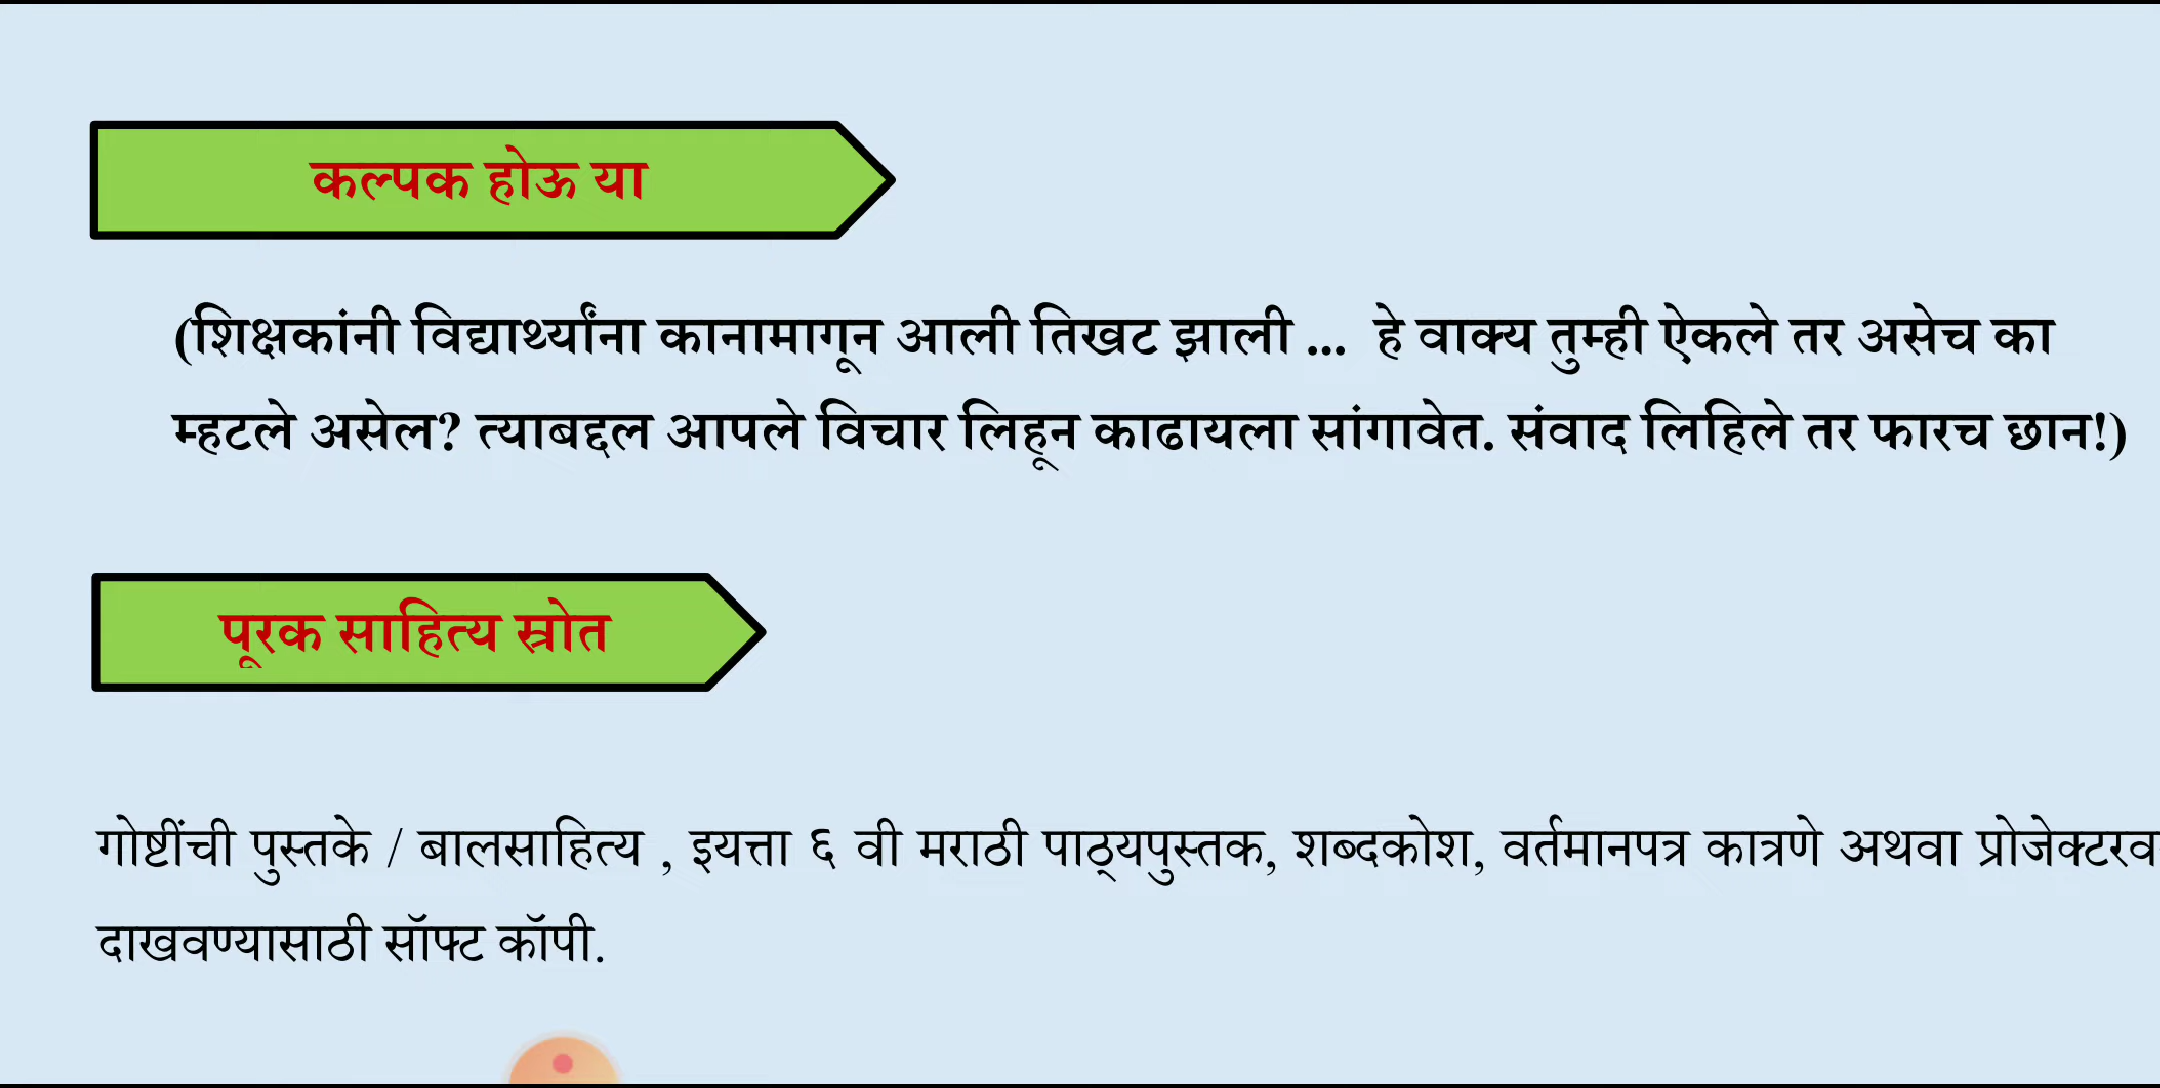 कल्पक होऊ या
(शिक्षकांनी विद्यार्थ्यांना कानामागून आली तिखट झाली ... हे वाक्य तुम्ही ऐकले तर असेच का
म्हटले असेल? त्याबद्दल आपले विचार लिहून काढायला सांगावेत. संवाद लिहिले तर फारच छान!)
पूरक साहित्य स्रोत
गोष्टींची पुस्तके / बालसाहित्य , इयत्ता ६ वी मराठी पाठ्यपुस्तक, शब्दकोश, वर्तमानपत्र कात्रणे अथवा
दाखवण्यासाठी सॉफ्ट कॉपी.